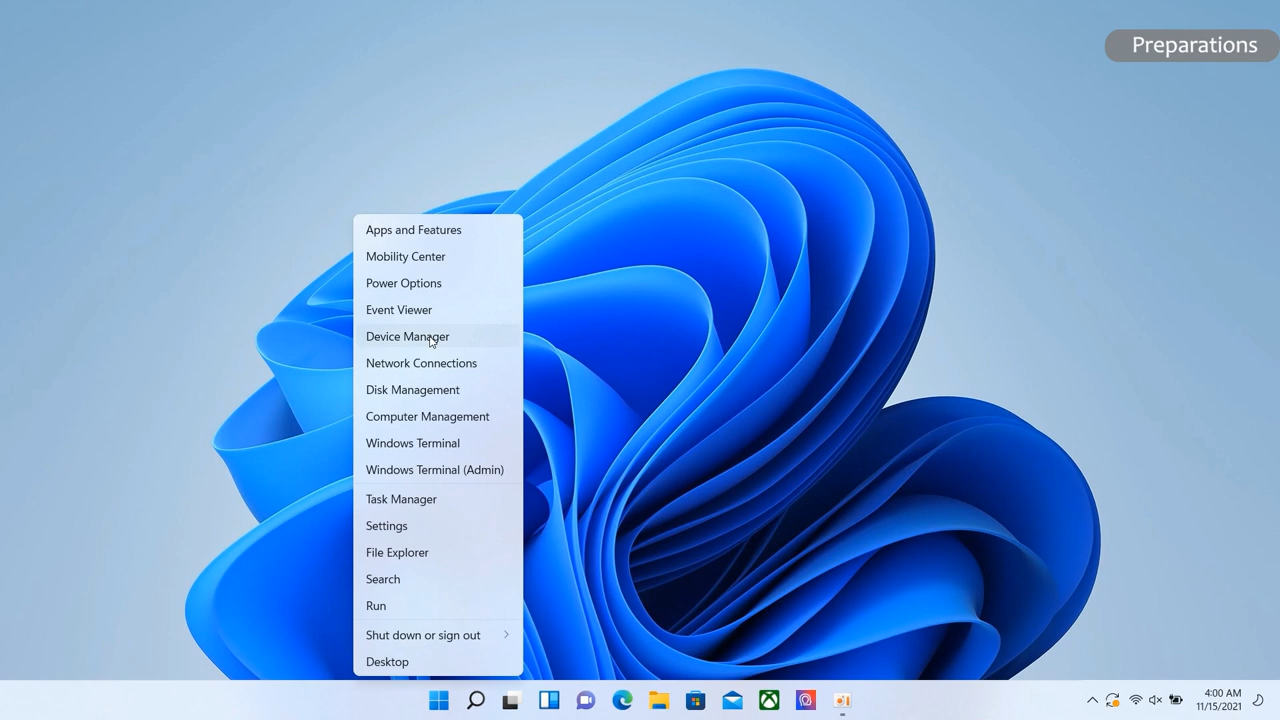 Preparations
Apps and Features
Mobility Center
Power Options
Event Viewer
Device Manager
Network Connections
Disk Management
Computer Management
Windows Terminal
Windows Terminal (Admin)
Task Manager
Settings
File Explorer
Search
Run
Shut down or sign out
Desktop
4:00 AM
11/15/2021